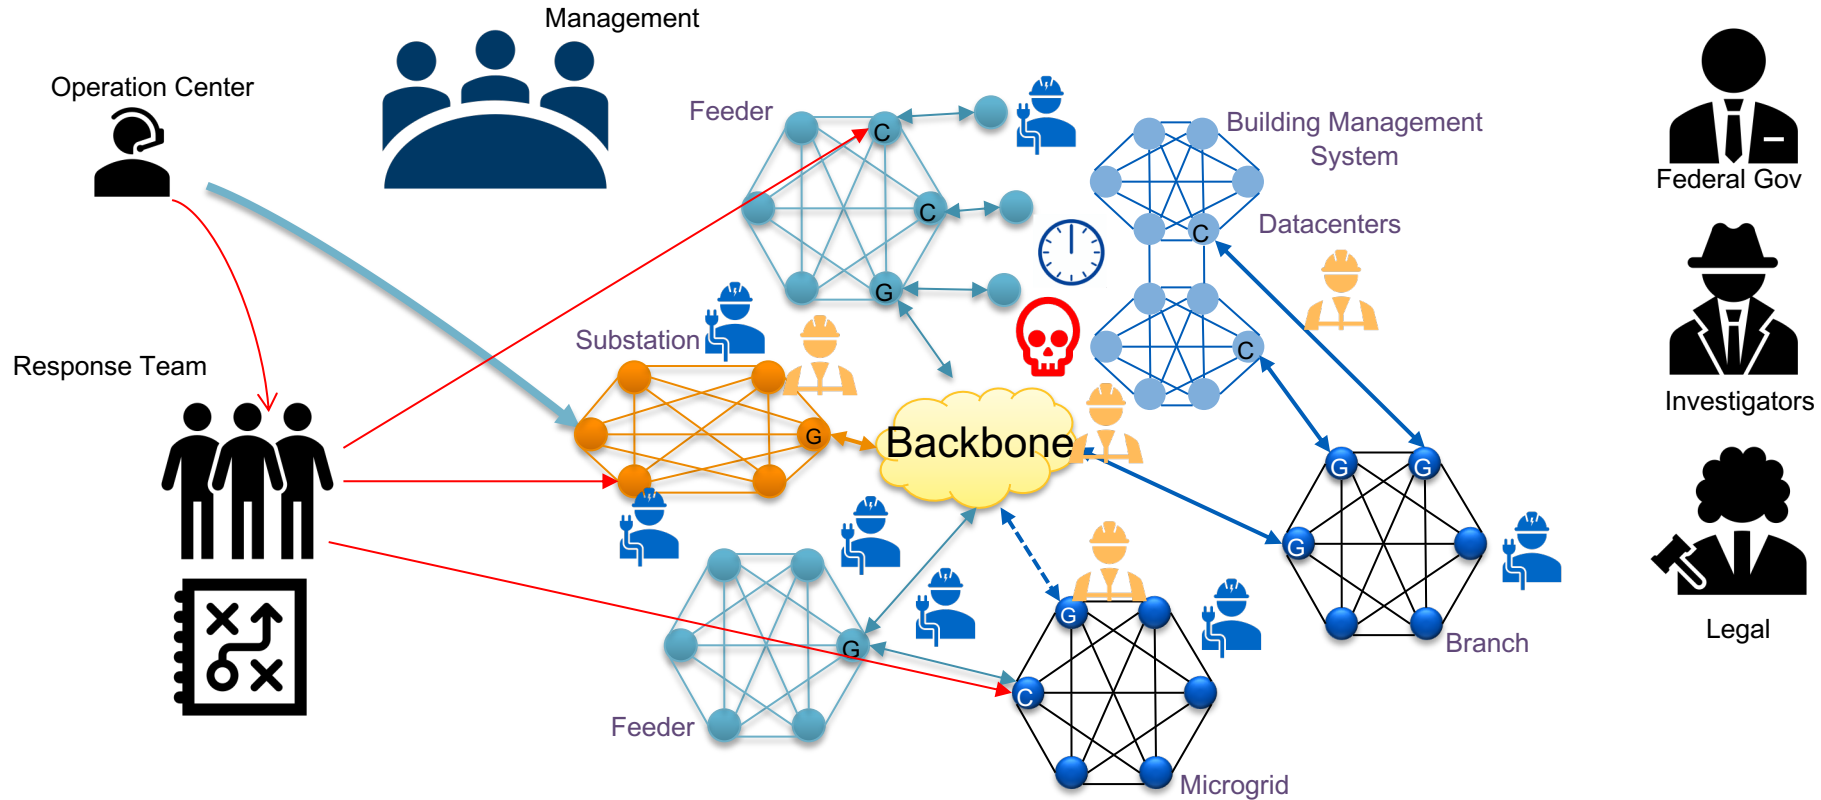 Management
Operation Center
Feeder
C
Building Management
System
Federal Gov
C
C
Datacenters
G
Substation
Response Team
C
Investigators
G
Backbone
G
G
G
Legal
G
G
Branch
C
Feeder
Microgrid